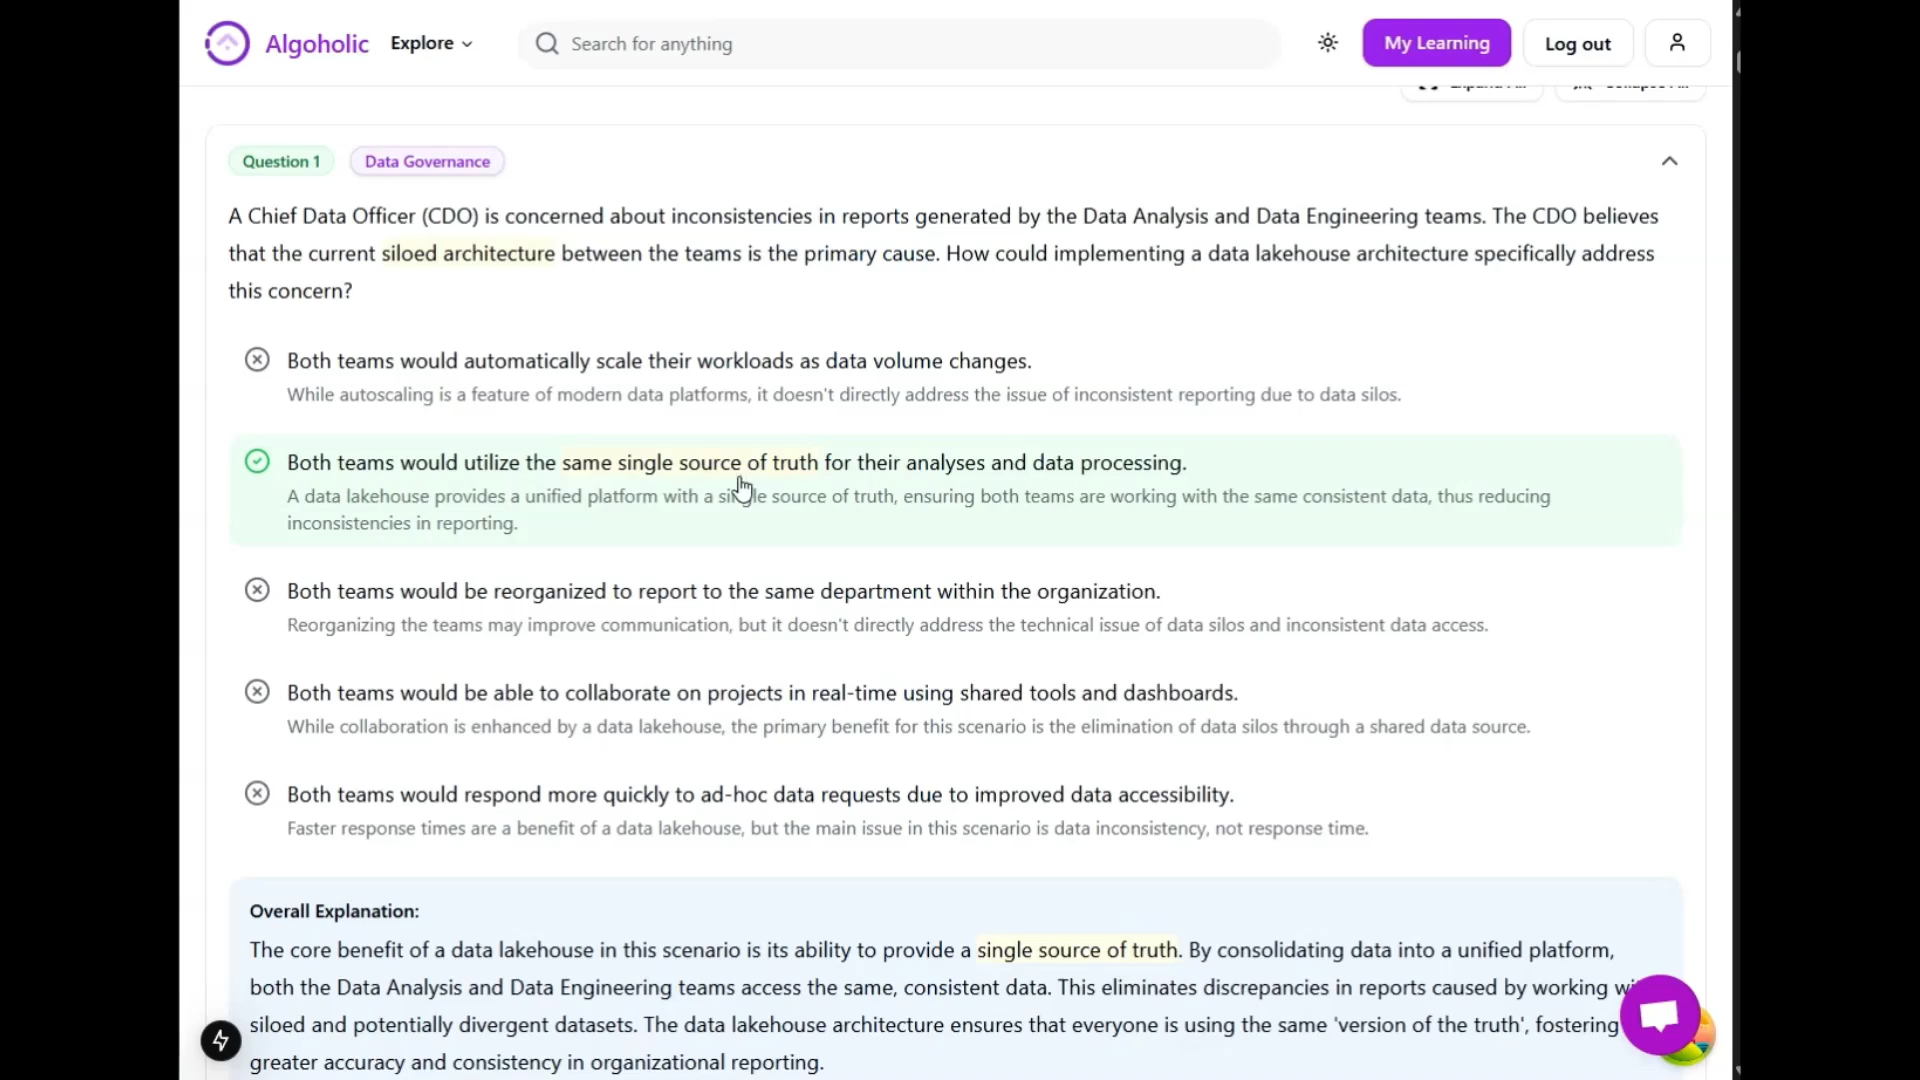 Algoholic
Explore
Search for anything
My Learning
Log out
Question 1
Data Governance
A Chief Data Officer (CDO) is concerned about inconsistencies in reports generated by the Data Analysis and Data Engineering teams. The CDO believes
that the current siloed architecture between the teams is the primary cause. How could implementing a data lakehouse architecture specifically address
this concern?
Both teams would automatically scale their workloads as data volume changes.
While autoscaling is a feature of modern data platforms, it doesn't directly address the issue of inconsistent reporting due to data silos.
Both teams would utilize the same single source of truth for their analyses and data processing.
A data lakehouse provides a unified platform with a single source of truth, ensuring both teams are working with the same consistent data, thus reducing
inconsistencies in reporting.
Both teams would be reorganized to report to the same department within the organization.
Reorganizing the teams may improve communication, but it doesn't directly address the technical issue of data silos and inconsistent data access.
Both teams would be able to collaborate on projects in real-time using shared tools and dashboards.
While collaboration is enhanced by a data lakehouse, the primary benefit for this scenario is the elimination of data silos through a shared data source.
Both teams would respond more quickly to ad-hoc data requests due to improved data accessibility.
Faster response times are a benefit of a data lakehouse, but the main issue in this scenario is data inconsistency, not response time.
Overall Explanation:
The core benefit of a data lakehouse in this scenario is its ability to provide a single source of truth. By consolidating data into a unified platform,
both the Data Analysis and Data Engineering teams access the same, consistent data. This eliminates discrepancies in reports caused by working
siloed and potentially divergent datasets. The data lakehouse architecture ensures that everyone is using the same 'version of the truth', fostering
greater accuracy and consistency in organizational reporting.